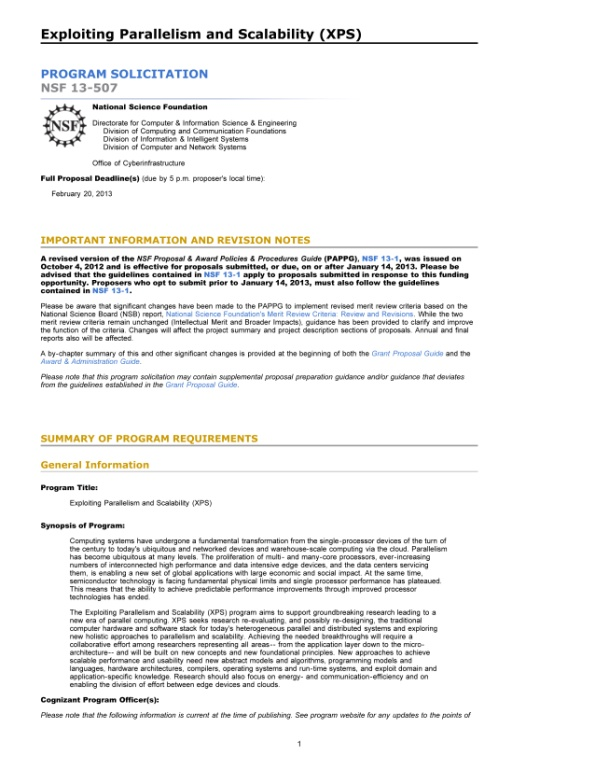 Exploiting Parallelism and Scalability (XPS)
PROGRAM SOLICITATION
NSF 13-507
NSF
National Science Foundation
Directorate for Computer & Information Science & Engineering
Division of Computing and Communication Foundations
Division of Information & Intelligent Systems
Division of Computer and Network Systems
Office of Cyberinfrastructure
Full Proposal Deadline(s) (due by 5 p.m. proposer's local time):
February 20, 2013
IMPORTANT INFORMATION AND REVISION NOTES
A revised version of the NSF Proposal & Award Policies & Procedures Guide (PAPPG), NSF 13-1, was issued on
October 4, 2012 and is effective for proposals submitted, or due, on or after January 14, 2013. Please be
advised that the guidelines contained in NSF 13-1 apply to proposals submitted in response to this funding
opportunity. Proposers who opt to submit prior to January 14, 2013, must also follow the guidelines
contained in NSF 13-1.
Please be aware that significant changes have been made to the PAPPG to implement revised merit review criteria based on the
National Science Board (NSB) report, National Science Foundation's Merit Review Criteria: Review and Revisions. While the two
merit review criteria remain unchanged (Intellectual Merit and Broader Impacts), guidance has been provided to clarify and improve
the function of the criteria. Changes will affect the project summary and project description sections of proposals. Annual and final
reports also will be affected.
A by-chapter summary of this and other significant changes is provided at the beginning of both the Grant Proposal Guide and the
Award & Administration Guide.
Please note that this program solicitation may contain supplemental proposal preparation guidance and/or guidance that deviates
from the guidelines established in the Grant Proposal Guide.
SUMMARY OF PROGRAM REQUIREMENTS
General Information
Program Title:
Exploiting Parallelism and Scalability (XPS)
Synopsis of Program:
Computing systems have undergone a fundamental transformation from the single-processor devices of the turn of
the century to today's ubiquitous and networked devices and warehouse-scale computing via the cloud. Parallelism
has become ubiquitous at many levels. The proliferation of multi- and many-core processors, ever-increasing
numbers of interconnected high performance and data intensive edge devices, and the data centers servicing
them, is enabling a new set of global applications with large economic and social impact. At the same time,
semiconductor technology is facing fundamental physical limits and single processor performance has plateaued.
This means that the ability to achieve predictable performance improvements through improved processor
technologies has ended.
The Exploiting Parallelism and Scalability (XPS) program aims to support groundbreaking research leading to a
new era of parallel computing. XPS seeks research re-evaluating, and possibly re-designing, the traditional
computer hardware and software stack for today's heterogeneous parallel and distributed systems and exploring
new holistic approaches to parallelism and scalability. Achieving the needed breakthroughs will require a
collaborative effort among researchers representing all areas-- from the application layer down to the micro-
architecture-- and will be built on new concepts and new foundational principles. New approaches to achieve
scalable performance and usability need new abstract models and algorithms, programming models and
languages, hardware architectures, compilers, operating systems and run-time systems, and exploit domain and
application-specific knowledge. Research should also focus on energy- and communication-efficiency and on
enabling the division of effort between edge devices and clouds.
Cognizant Program Officer(s):
Please note that the following information is current at the time of publishing. See program website for any updates to the points of
1